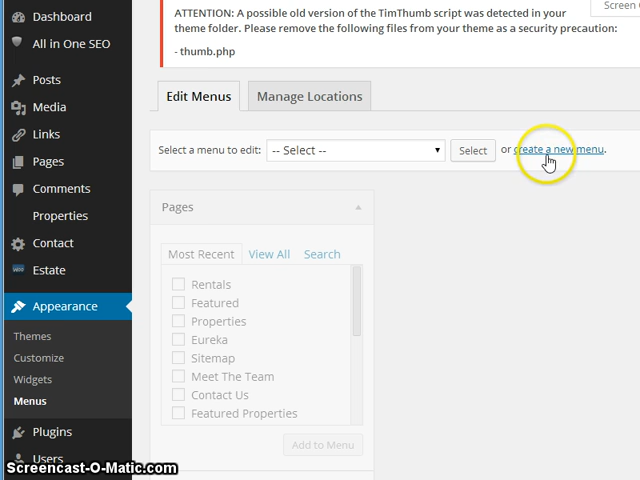 Dashboard
All in One SEO
Posts
Media
Links
Pages
Comments
Properties
Contact
Estate
Appearance
Themes
Customize
Widgets
Menus
Plugins
Users
Screen
ATTENTION: A possible old version of the TimThumb script was detected in your
theme folder. Please remove the following files from your theme as a security precaution:
- thumb.php
Edit Menus
Manage Locations
Select a menu to edit: -- Select -- Select or create a new menu.
Pages
Most Recent View All Search
Rentals
Featured
Properties
Eureka
Sitemap
Meet The Team
Contact Us
Featured Properties
Add to Menu
Screencast-O-Matic.com